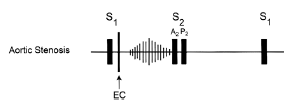 S1 S2 S1
A2 P2
Aortic Stenosis
EC